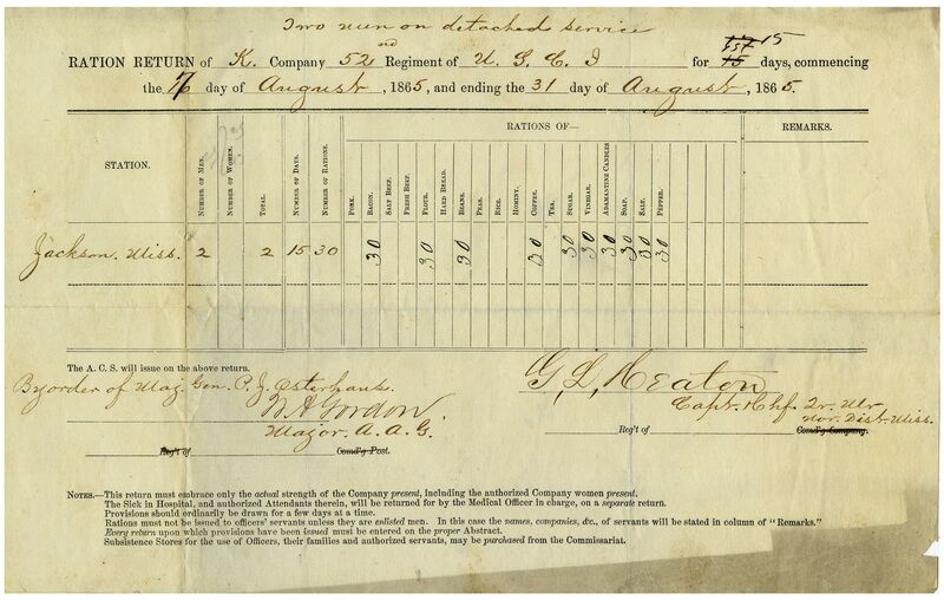 Two men on detached service
RATION RETURN of K. Company 52nd Regiment of U. S. C. I for 15 days, commencing
the 17 day of August, 1865, and ending the 31 day of August, 1865.
STATION.
NUMBER OF MEN.
NUMBER OF WOMEN.
TOTAL.
NUMBER OF DAYS.
NUMBER OF RATIONS.
RATIONS OF—
PORK.
BACON.
SALT BEEF.
FRESH BEEF.
FLOUR.
HARD BREAD.
BEANS.
PEAS.
RICE.
HOMINY.
COFFEE.
TEA.
SUGAR.
VINEGAR.
ADAMANTINE CANDLES
SOAP.
SALT.
PEPPER.
REMARKS.
Jackson. Miss. 2 2 15 30 30 30 30 30 30 30 30 30 30 30
The A. C. S. will issue on the above return.
By order of Maj. Gen. P. J. Osterhaus.
W A Gordon.
Major. A. A. G.
Reg't of Comd'g Post.
G, L, Heaton
Capt. & Chf. Qr. Mr.
Nor. Dist. Miss.
Reg't of Comd'g Company.
NOTES.—This return must embrace only the actual strength of the Company present, including the authorized Company women present.
The Sick in Hospital, and authorized Attendants therein, will be returned for by the Medical Officer in charge, on a separate return.
Provisions should ordinarily be drawn for a few days at a time.
Rations must not be issued to officers' servants unless they are enlisted men. In this case the names, companies, &c., of servants will be stated in column of "Remarks."
Every return upon which provisions have been issued must be entered on the proper Abstract.
Subsistence Stores for the use of Officers, their families and authorized servants, may be purchased from the Commissariat.